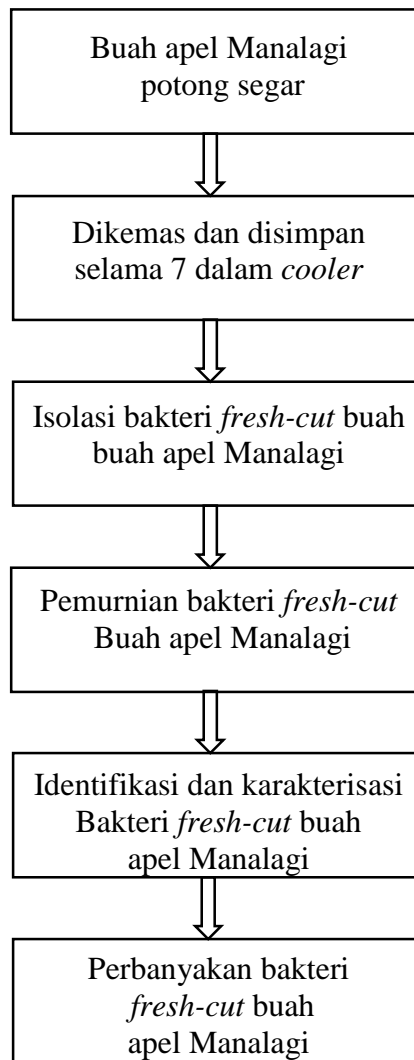 Buah apel Manalagi
potong segar
Dikemas dan disimpan
selama 7 dalam cooler
Isolasi bakteri fresh-cut buah
buah apel Manalagi
Pemurnian bakteri fresh-cut
Buah apel Manalagi
Identifikasi dan karakterisasi
Bakteri fresh-cut buah
apel Manalagi
Perbanyakan bakteri
fresh-cut buah
apel Manalagi